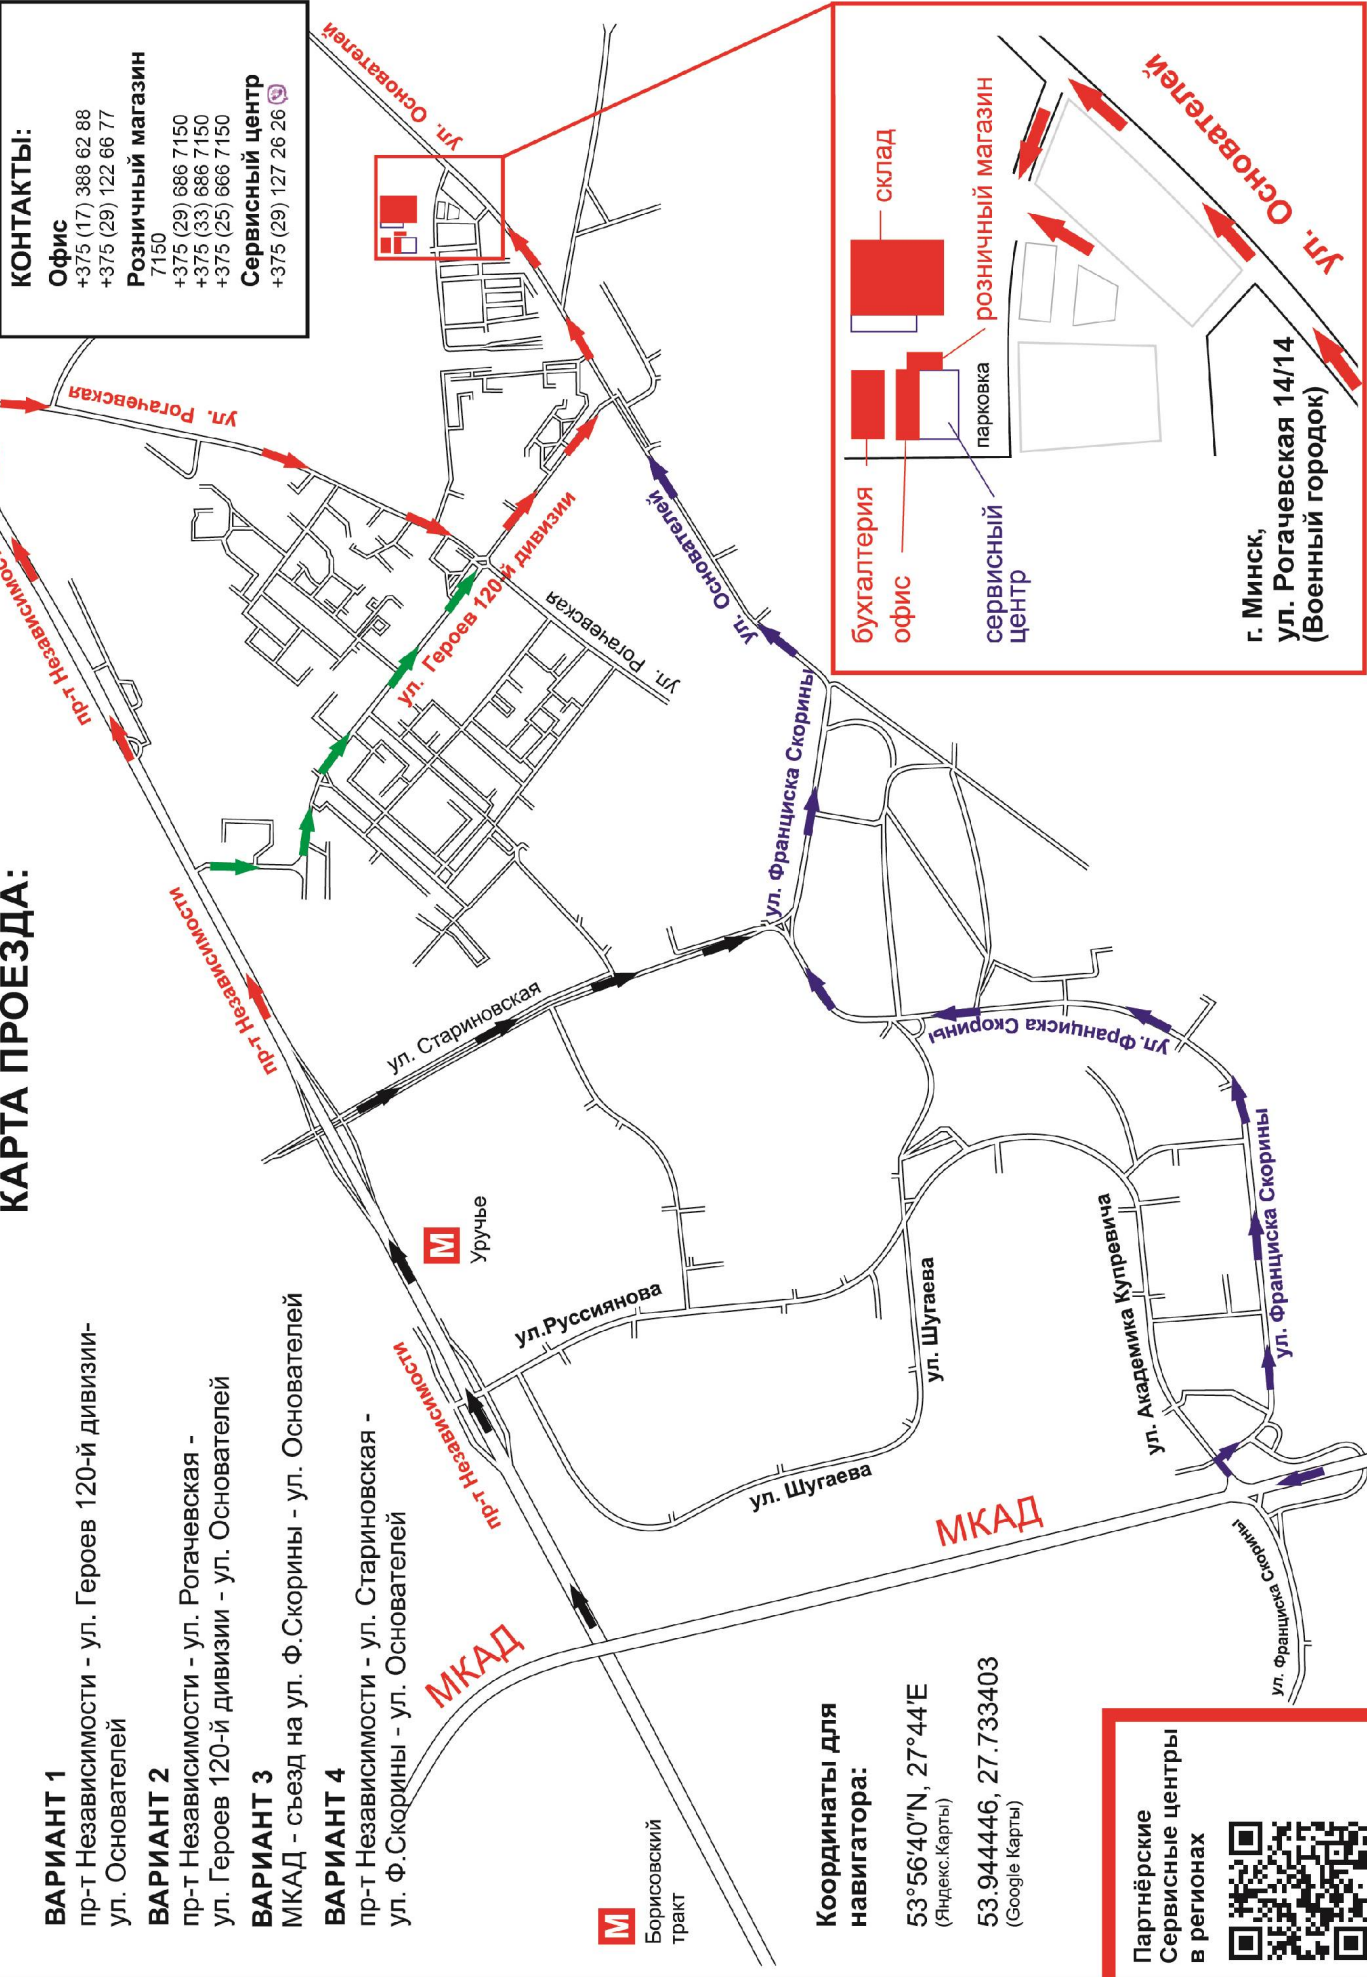 КАРТА ПРОЕЗДА:
ВАРИАНТ 1
пр-т Независимости - ул. Героев 120-й дивизии-
ул. Основателей
ВАРИАНТ 2
пр-т Независимости - ул. Рогачевская -
ул. Героев 120-й дивизии - ул. Основателей
ВАРИАНТ 3
МКАД - съезд на ул. Ф.Скорины - ул. Основателей
ВАРИАНТ 4
пр-т Независимости - ул. Стариновская -
ул. Ф.Скорины - ул. Основателей
КОНТАКТЫ:
Офис
+375 (17) 388 62 88
+375 (29) 122 66 77
Розничный магазин
7150
+375 (29) 686 7150
+375 (33) 686 7150
+375 (25) 666 7150
Сервисный центр
+375 (29) 127 26 26
пр-т Независимости
пр-т Независимости
пр-т Независимости
ул. Рогачевская
ул. Основателей
ул. Героев 120-й дивизии
ул. Рогачевская
ул. Основателей
ул. Стариновская
ул. Франциска Скорины
ул.Франциска Скорины
ул. Франциска Скорины
М
Уручье
ул.Руссиянова
ул. Шугаева
ул. Шугаева
ул. Академика Купревича
МКАД
МКАД
ул. Франциска Скорины
М
Борисовский
тракт
Координаты для
навигатора:
53°56′40″N, 27°44′E
(Яндекс.Карты)
53.944446, 27.733403
(Google Карты)
Партнёрские
Сервисные центры
в регионах
бухгалтерия
офис
сервисный
центр
парковка
склад
розничный магазин
ул. Основателей
г. Минск,
ул. Рогачевская 14/14
(Военный городок)